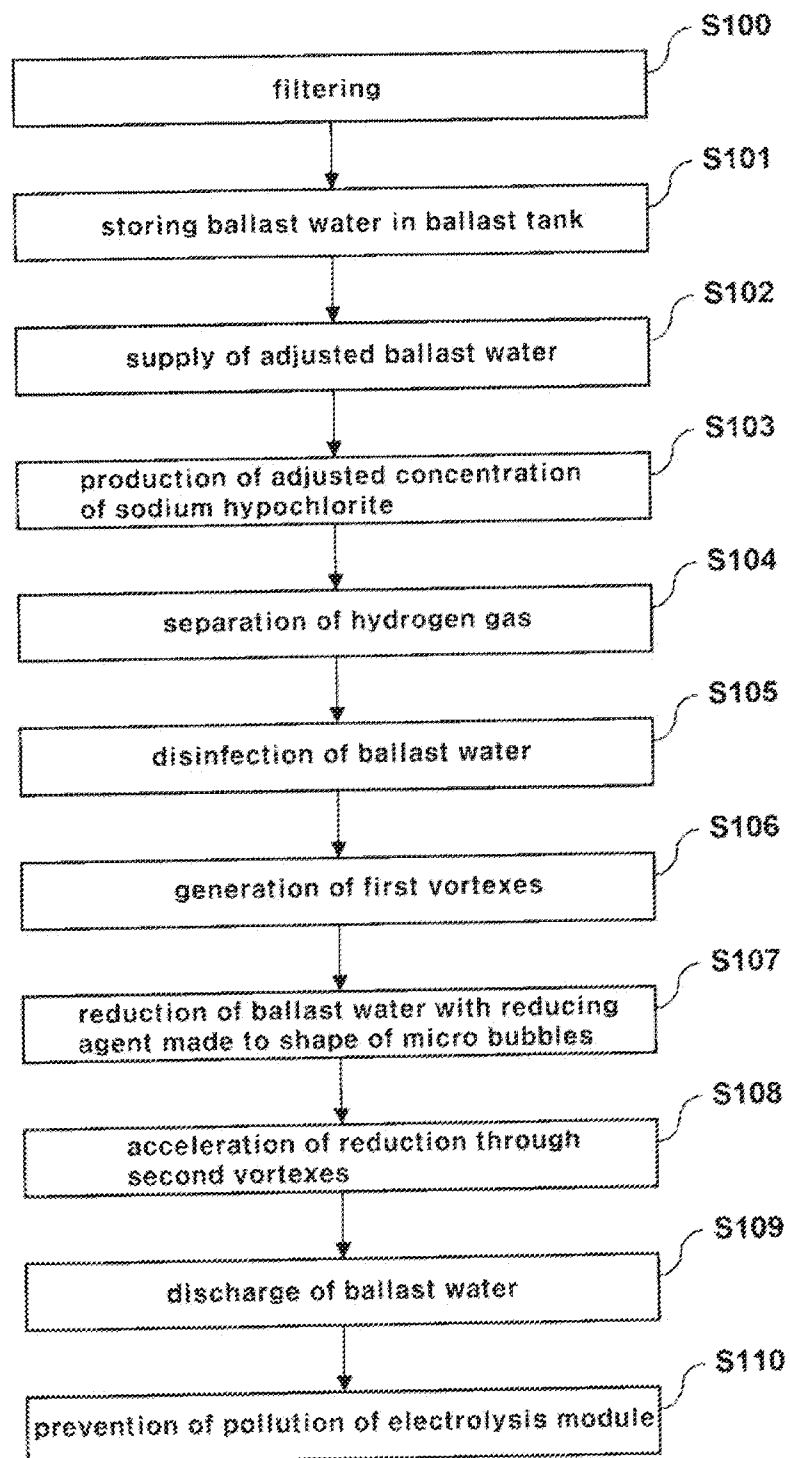 S100
filtering
S101
storing ballast water in ballast tank
S102
supply of adjusted ballast water
S103
production of adjusted concentration
of sodium hypochlorite
S104
separation of hydrogen gas
S105
disinfection of ballast water
S106
generation of first vortexes
S107
reduction of ballast water with reducing
agent made to shape of micro bubbles
S108
acceleration of reduction through
second vortexes
S109
discharge of ballast water
S110
prevention of pollution of electrolysis module